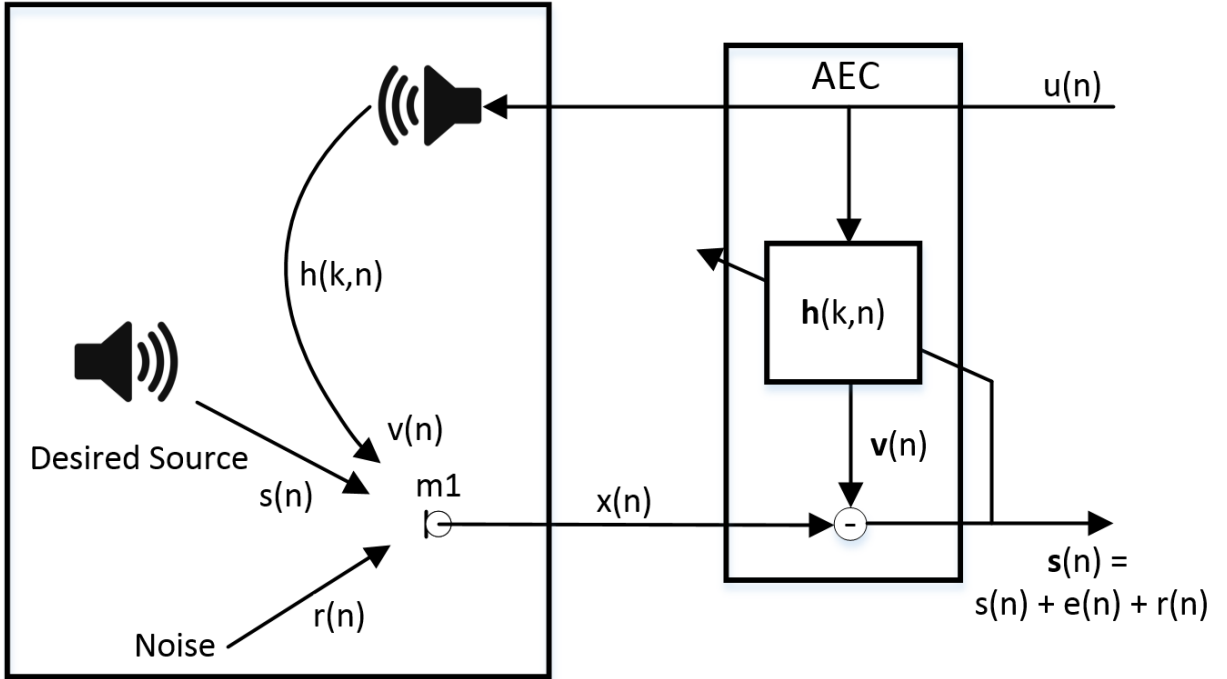 AEC
u(n)
h(k,n)
h(k,n)
v(n)
Desired Source
v(n)
s(n)
m1
x(n)
-
s(n) =
s(n) + e(n) + r(n)
r(n)
Noise